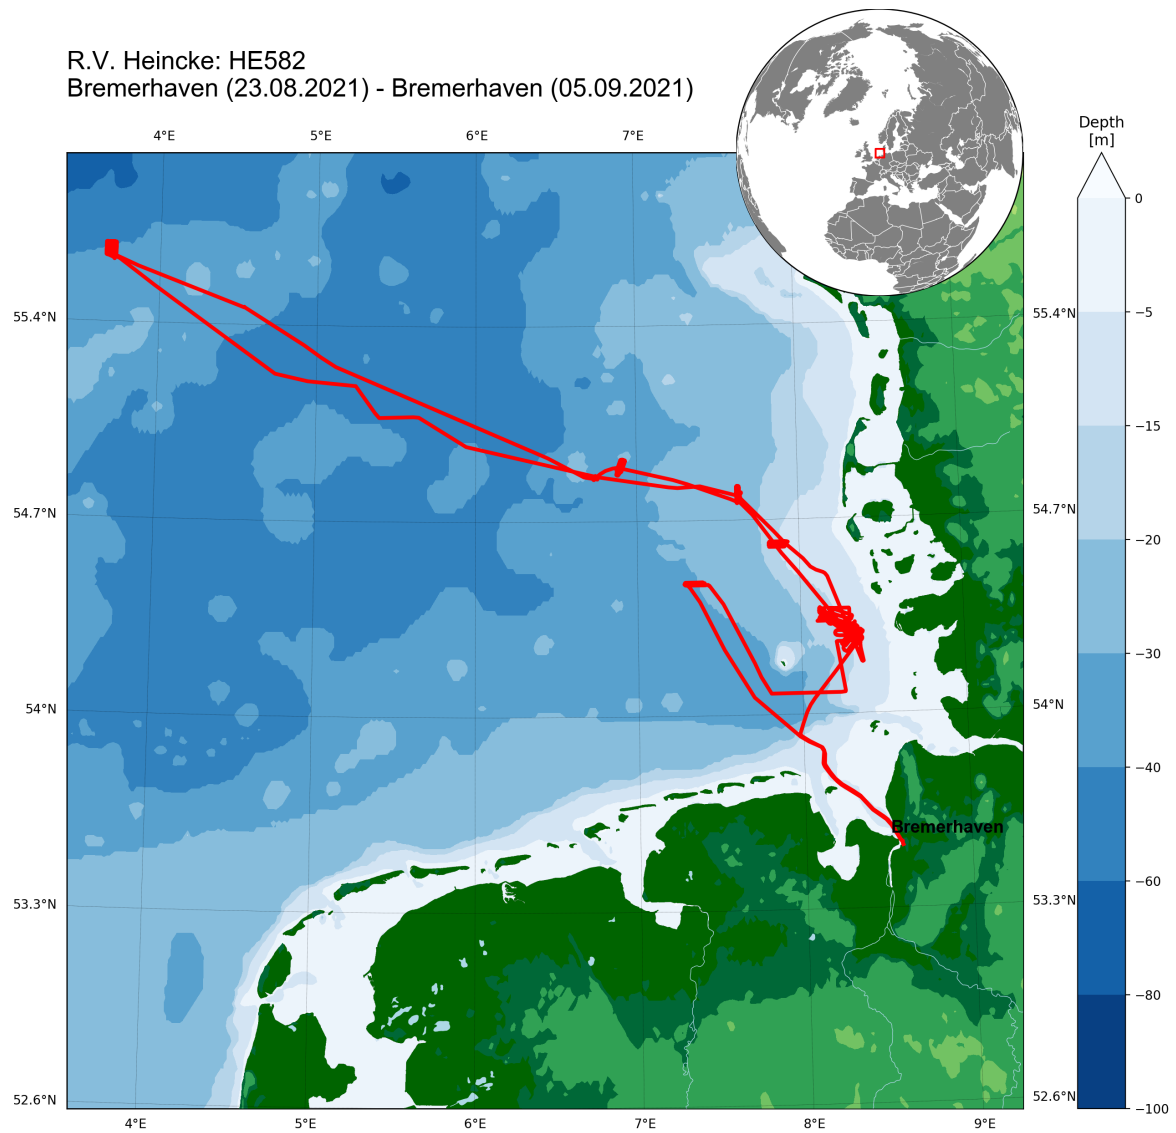 R.V. Heincke: HE582
Bremerhaven (23.08.2021) - Bremerhaven (05.09.2021)
4°E 5°E 6°E 7°E
Depth
[m]
0
−5
−15
−20
−30
−40
−60
−80
−100
55.4°N 55.4°N
54.7°N 54.7°N
54°N 54°N
Bremerhaven
53.3°N 53.3°N
52.6°N 52.6°N
4°E 5°E 6°E 7°E 8°E 9°E